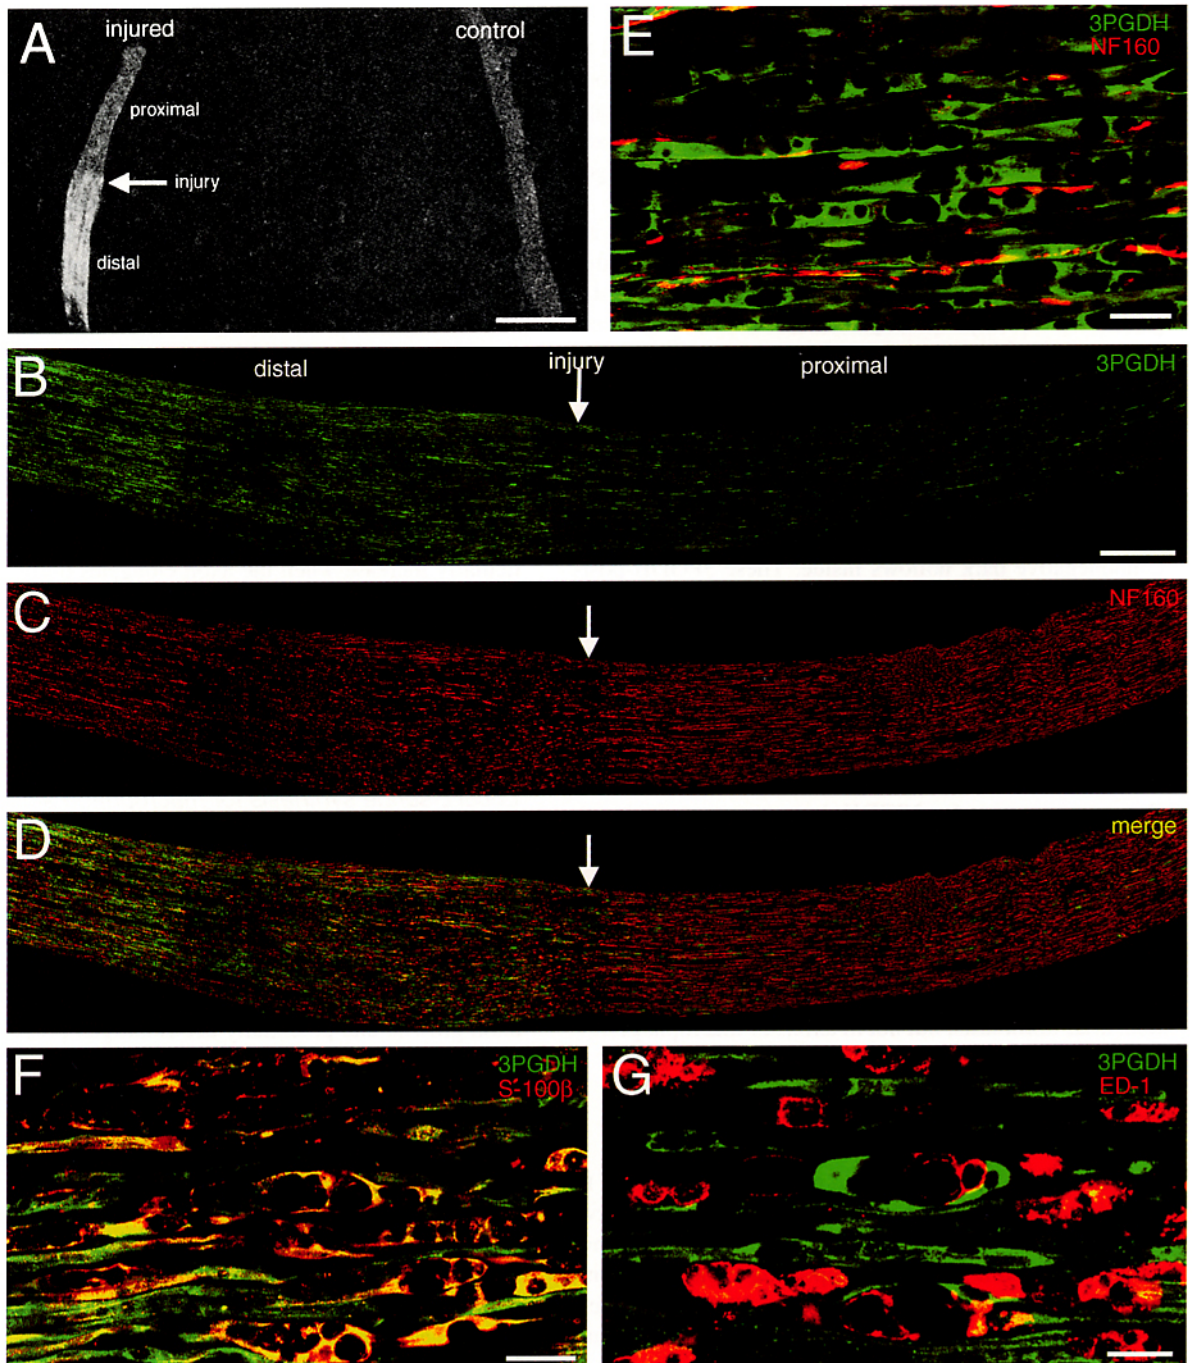 A
injured
control
proximal
injury
distal
E
3PGDH
NF160
B
distal
injury
proximal
3PGDH
C
NF160
D
merge
F
3PGDH
S-100β
G
3PGDH
ED-1